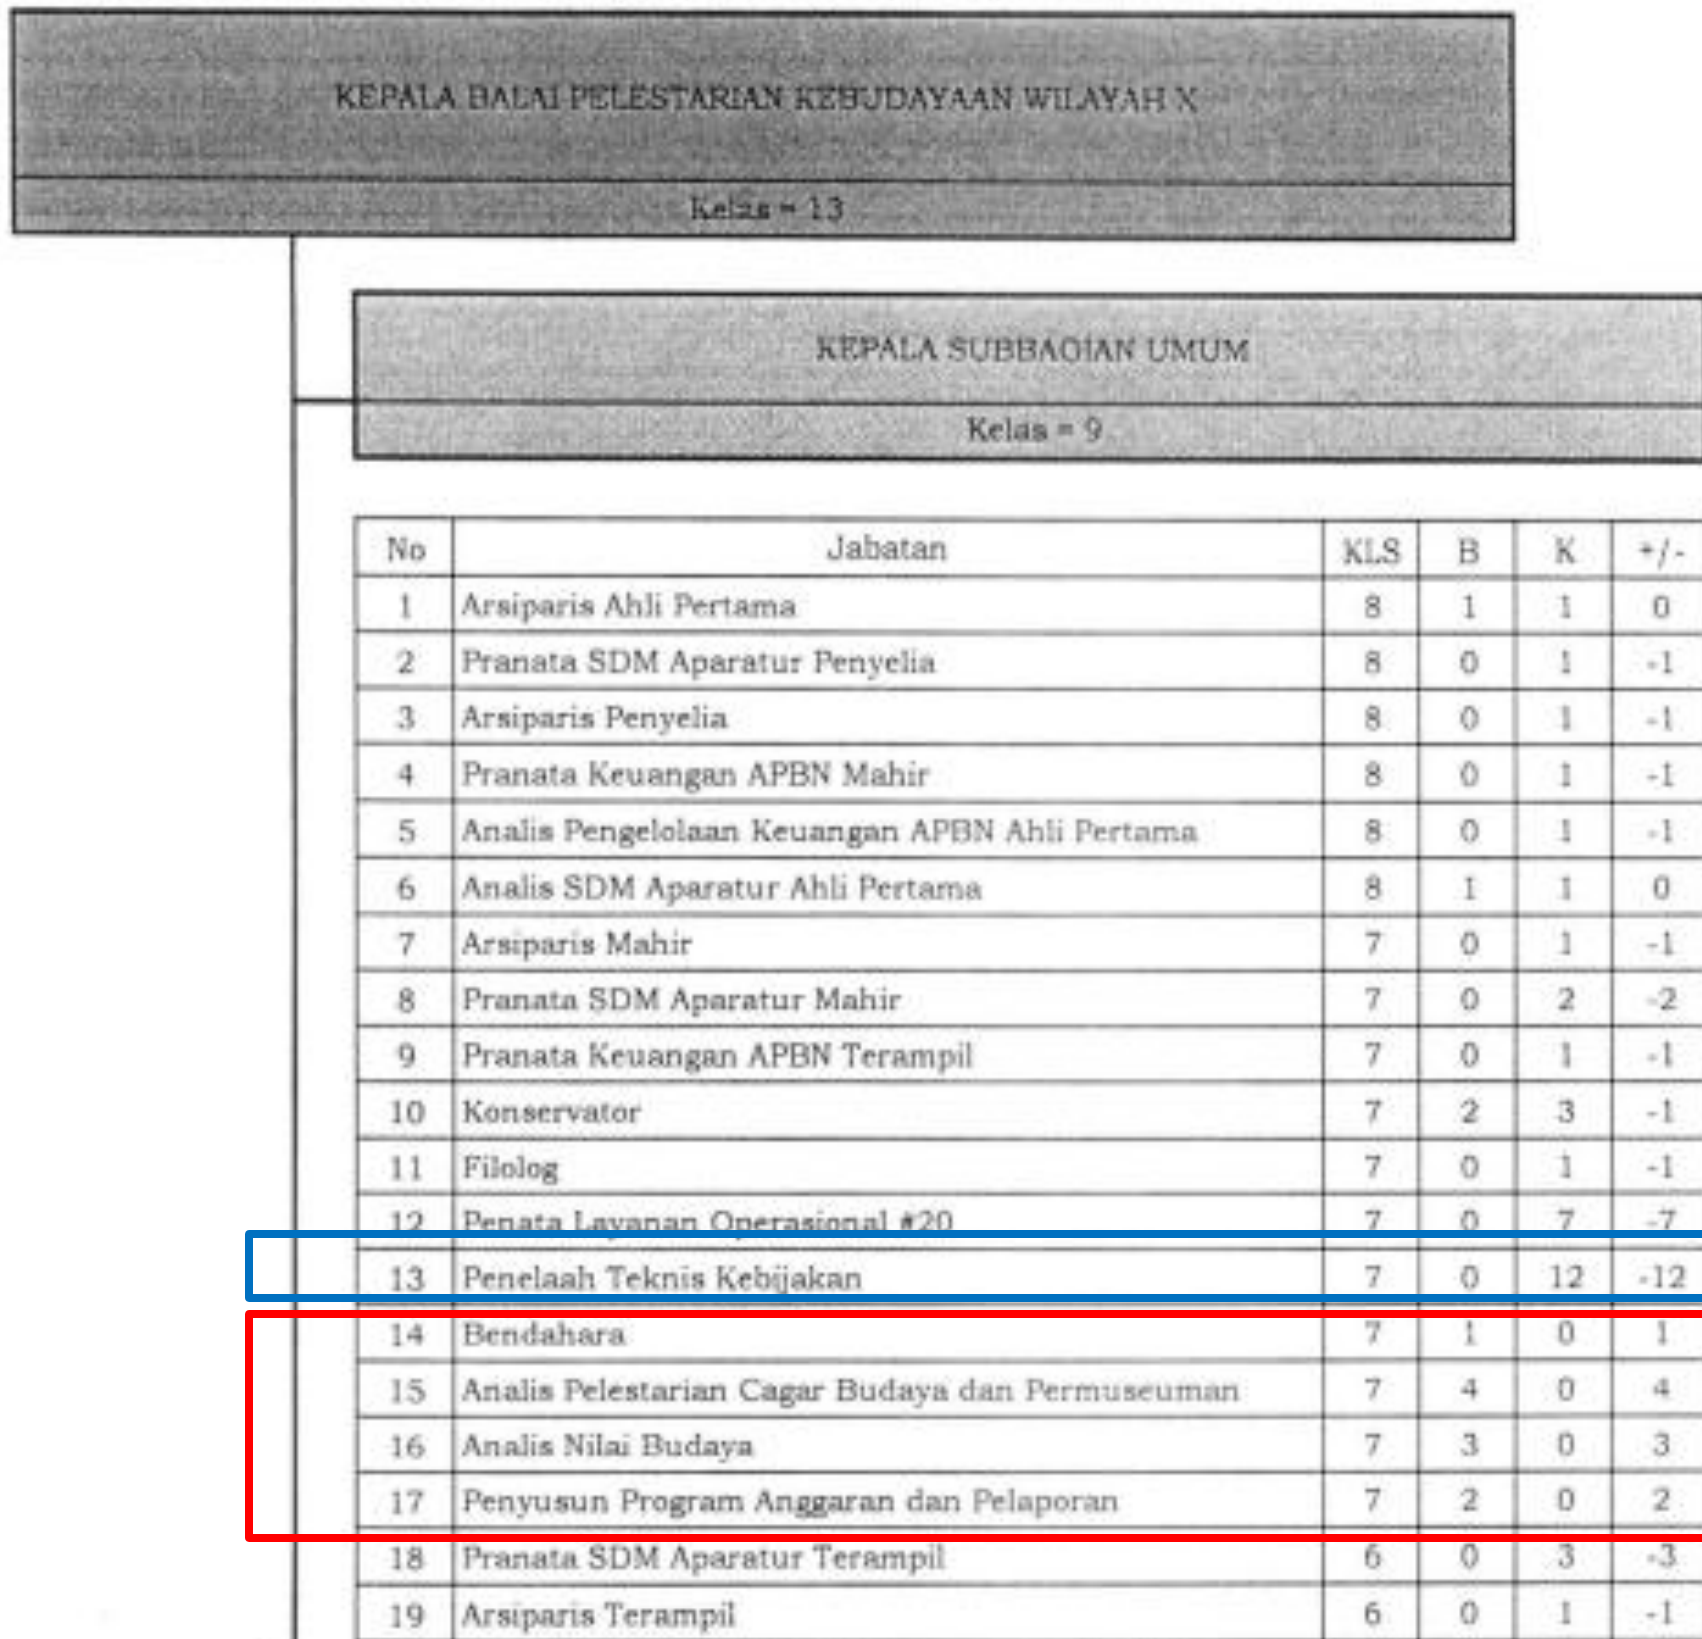 KEPALA BALAI PELESTARIAN KEBUDAYAAN WILAYAH X
Kelas = 13
KEPALA SUBBAGIAN UMUM
Kelas = 9
No Jabatan KLS B K +/-
1 Arsiparis Ahli Pertama 8 1 1 0
2 Pranata SDM Aparatur Penyelia 8 0 1 -1
3 Arsiparis Penyelia 8 0 1 -1
4 Pranata Keuangan APBN Mahir 8 0 1 -1
5 Analis Pengelolaan Keuangan APBN Ahli Pertama 8 0 1 -1
6 Analis SDM Aparatur Ahli Pertama 8 1 1 0
7 Arsiparis Mahir 7 0 1 -1
8 Pranata SDM Aparatur Mahir 7 0 2 -2
9 Pranata Keuangan APBN Terampil 7 0 1 -1
10 Konservator 7 2 3 -1
11 Filolog 7 0 1 -1
12 Penata Layanan Operasional #20 7 0 7 -7
13 Penelaah Teknis Kebijakan 7 0 12 -12
14 Bendahara 7 1 0 1
15 Analis Pelestarian Cagar Budaya dan Permuseuman 7 4 0 4
16 Analis Nilai Budaya 7 3 0 3
17 Penyusun Program Anggaran dan Pelaporan 7 2 0 2
18 Pranata SDM Aparatur Terampil 6 0 3 -3
19 Arsiparis Terampil 6 0 1 -1